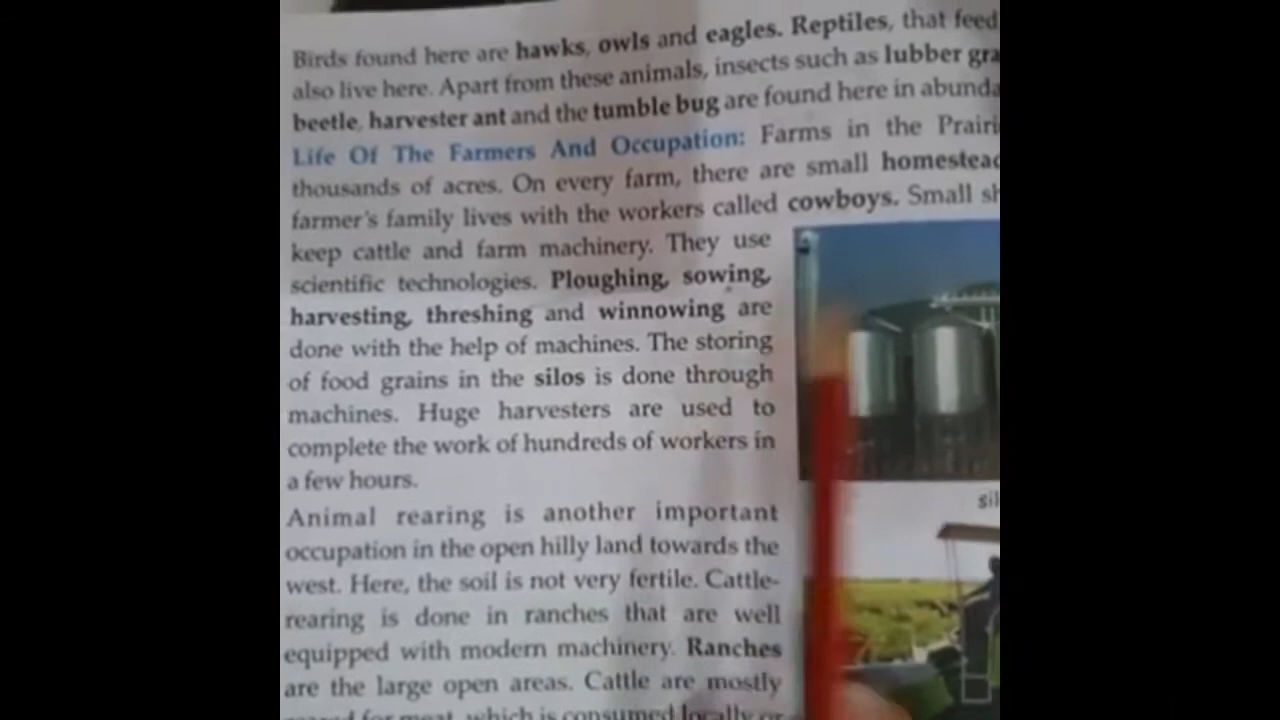 Birds found here are hawks, owls and eagles. Reptiles, that feed
also live here. Apart from these animals, insects such as lubber gra
beetle, harvester ant and the tumble bug are found here in abunda
Life Of The Farmers And Occupation: Farms in the Prairi
thousands of acres. On every farm, there are small homestead
farmer's family lives with the workers called cowboys. Small sh
keep cattle and farm machinery. They use
scientific technologies. Ploughing, sowing,
harvesting, threshing and winnowing are
done with the help of machines. The storing
of food grains in the silos is done through
machines. Huge harvesters are used to
complete the work of hundreds of workers in
a few hours.
sil
Animal rearing is another important
occupation in the open hilly land towards the
west. Here, the soil is not very fertile. Cattle-
rearing is done in ranches that are well
equipped with modern machinery. Ranches
are the large open areas. Cattle are mostly
reared for meat, which is consumed locally or